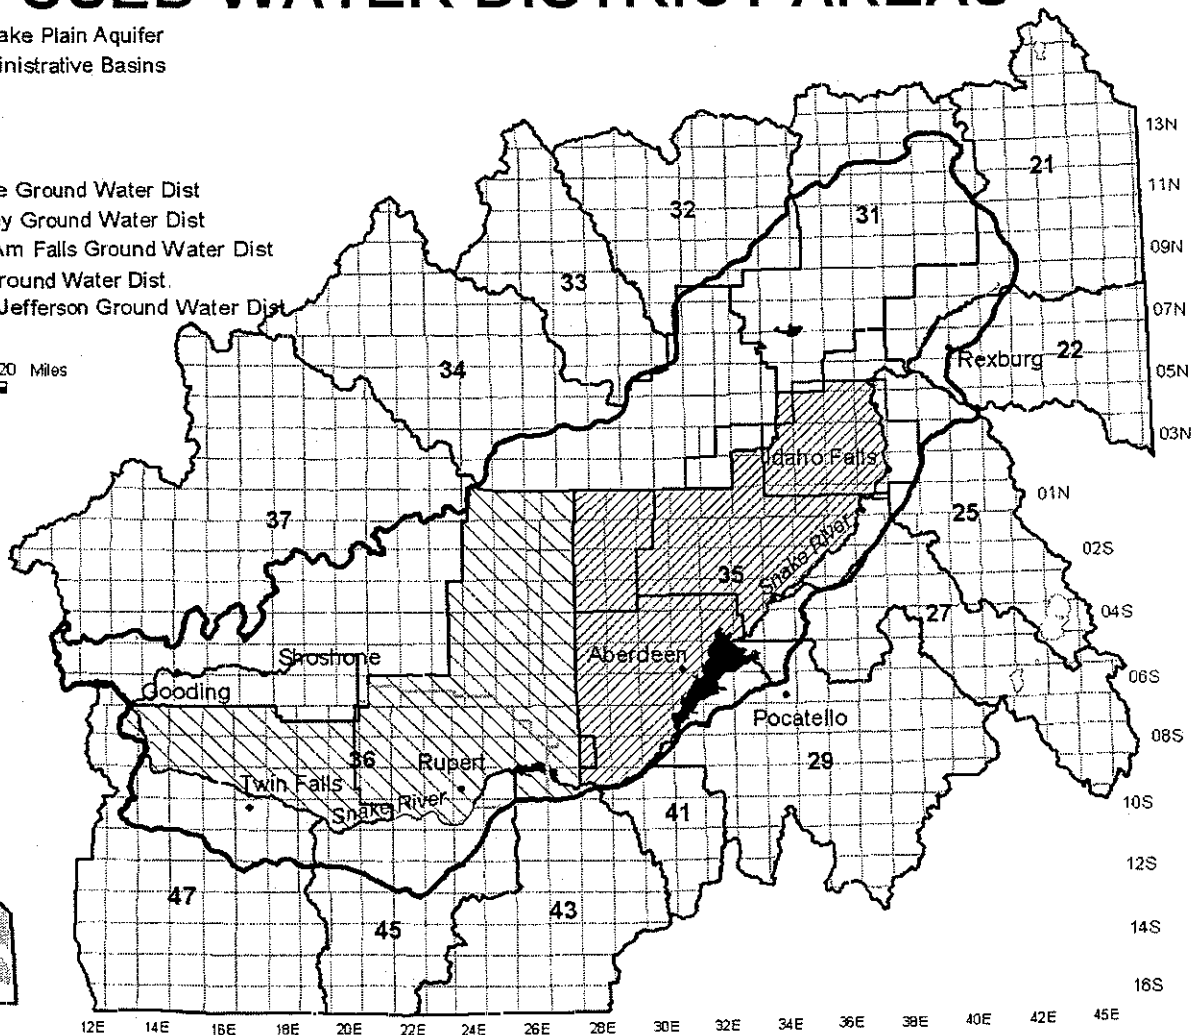 WATER DISTRICT AREAS
ake Plain Aquifer
inistrative Basins
e Ground Water Dist
y Ground Water Dist
Am Falls Ground Water Dist
round Water Dist.
Jefferson Ground Water Dist
20 Miles
13N
21
11N
32
31
09N
33
07N
Rexburg
22
34
05N
03N
Idaho Falls
01N
37
25
02S
Snake River
35
27
04S
Shoshone
Aberdeen
06S
Gooding
Pocatello
08S
36
Rupert
29
Twin Falls
Snake River
10S
41
12S
47
43
45
14S
16S
12E 14E 16E 18E 20E 22E 24E 26E 28E 30E 32E 34E 36E 38E 40E 42E 45E